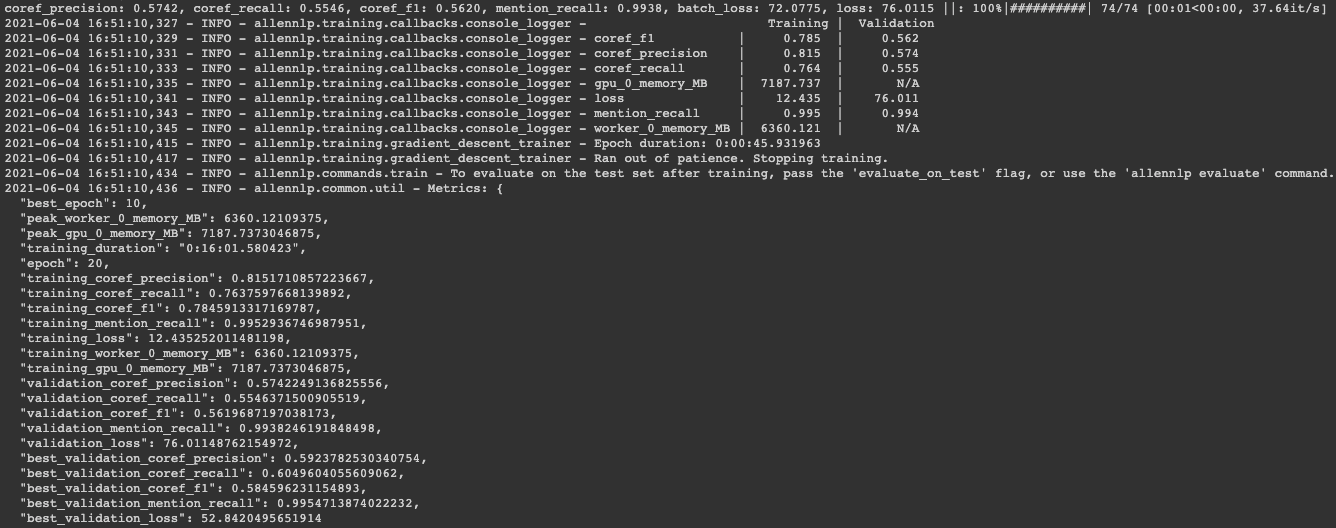 coref_precision: 0.5742, coref_recall: 0.5546, coref_f1: 0.5620, mention_recall: 0.9938, batch_loss: 72.0775, loss: 76.0115 ||: 100%|##########| 74/74 [00:01<00:00, 37.64it/s]
2021-06-04 16:51:10,327 - INFO - allennlp.training.callbacks.console_logger -                        Training |  Validation
2021-06-04 16:51:10,329 - INFO - allennlp.training.callbacks.console_logger - coref_f1           |     0.785  |     0.562
2021-06-04 16:51:10,331 - INFO - allennlp.training.callbacks.console_logger - coref_precision    |     0.815  |     0.574
2021-06-04 16:51:10,333 - INFO - allennlp.training.callbacks.console_logger - coref_recall       |     0.764  |     0.555
2021-06-04 16:51:10,335 - INFO - allennlp.training.callbacks.console_logger - gpu_0_memory_MB    |  7187.737  |       N/A
2021-06-04 16:51:10,341 - INFO - allennlp.training.callbacks.console_logger - loss               |    12.435  |    76.011
2021-06-04 16:51:10,343 - INFO - allennlp.training.callbacks.console_logger - mention_recall     |     0.995  |     0.994
2021-06-04 16:51:10,345 - INFO - allennlp.training.callbacks.console_logger - worker_0_memory_MB |  6360.121  |       N/A
2021-06-04 16:51:10,415 - INFO - allennlp.training.gradient_descent_trainer - Epoch duration: 0:00:45.931963
2021-06-04 16:51:10,417 - INFO - allennlp.training.gradient_descent_trainer - Ran out of patience. Stopping training.
2021-06-04 16:51:10,434 - INFO - allennlp.commands.train - To evaluate on the test set after training, pass the 'evaluate_on_test' flag, or use the 'allennlp evaluate' command.
2021-06-04 16:51:10,436 - INFO - allennlp.common.util - Metrics: {
  "best_epoch": 10,
  "peak_worker_0_memory_MB": 6360.12109375,
  "peak_gpu_0_memory_MB": 7187.7373046875,
  "training_duration": "0:16:01.580423",
  "epoch": 20,
  "training_coref_precision": 0.8151710857223667,
  "training_coref_recall": 0.7637597668139892,
  "training_coref_f1": 0.7845913317169787,
  "training_mention_recall": 0.9952936746987951,
  "training_loss": 12.435252011481198,
  "training_worker_0_memory_MB": 6360.12109375,
  "training_gpu_0_memory_MB": 7187.7373046875,
  "validation_coref_precision": 0.5742249136825556,
  "validation_coref_recall": 0.5546371500905519,
  "validation_coref_f1": 0.5619687197038173,
  "validation_mention_recall": 0.9938246191848498,
  "validation_loss": 76.01148762154972,
  "best_validation_coref_precision": 0.5923782530340754,
  "best_validation_coref_recall": 0.6049604055609062,
  "best_validation_coref_f1": 0.584596231154893,
  "best_validation_mention_recall": 0.9954713874022232,
  "best_validation_loss": 52.8420495651914